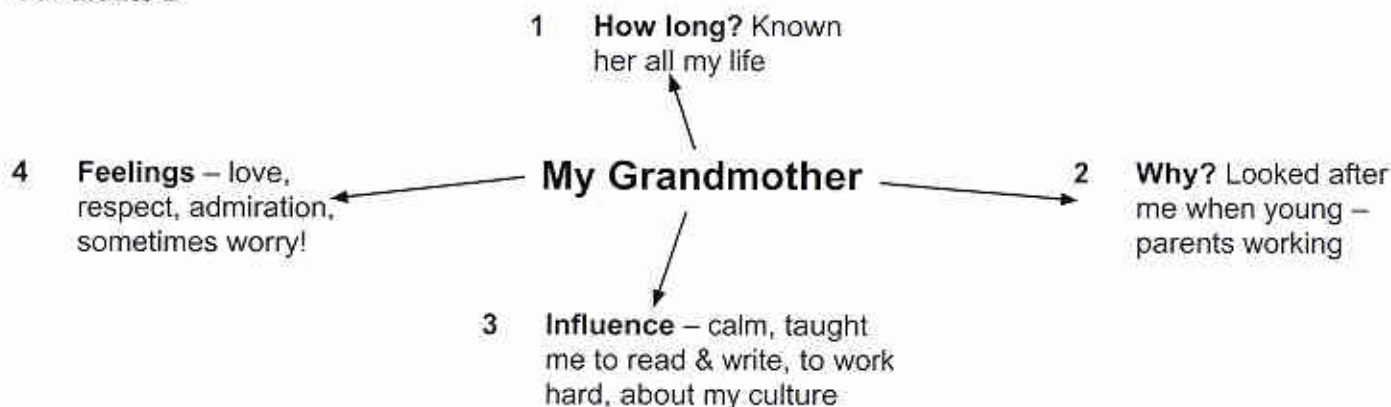 1 How long? Known
her all my life
My Grandmother
2 Why? Looked after
me when young –
parents working
3 Influence – calm, taught
me to read & write, to work
hard, about my culture
4 Feelings – love,
respect, admiration,
sometimes worry!